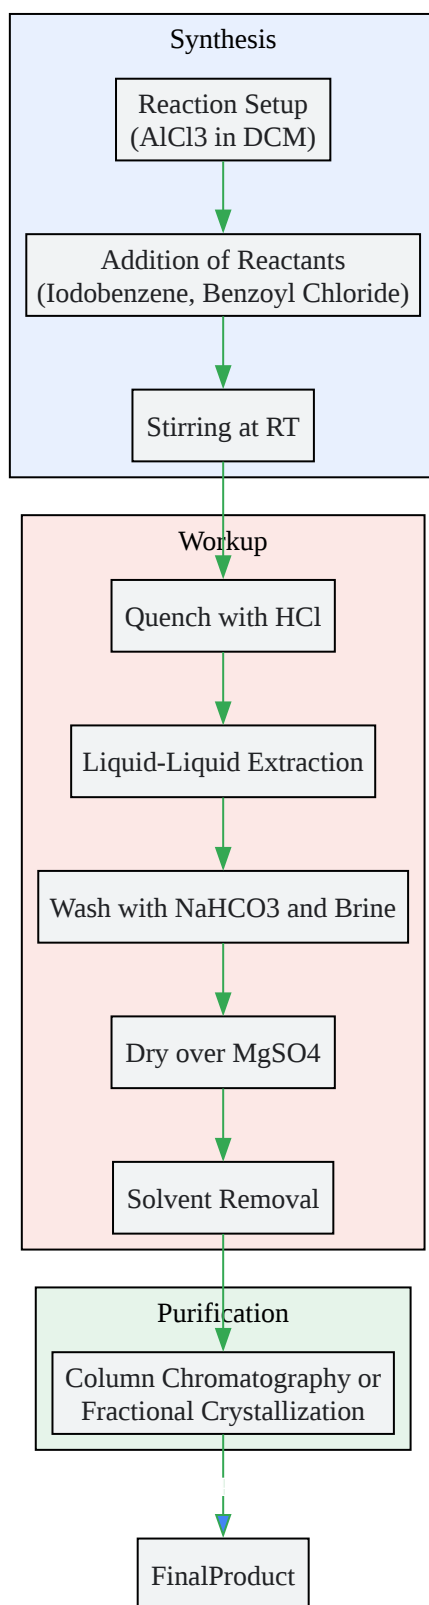 Synthesis
Reaction Setup
(AlCl3 in DCM)
Addition of Reactants
(Iodobenzene, Benzoyl Chloride)
Stirring at RT
Workup
Quench with HCl
Liquid-Liquid Extraction
Wash with NaHCO3 and Brine
Dry over MgSO4
Solvent Removal
Purification
Column Chromatography or
Fractional Crystallization
FinalProduct